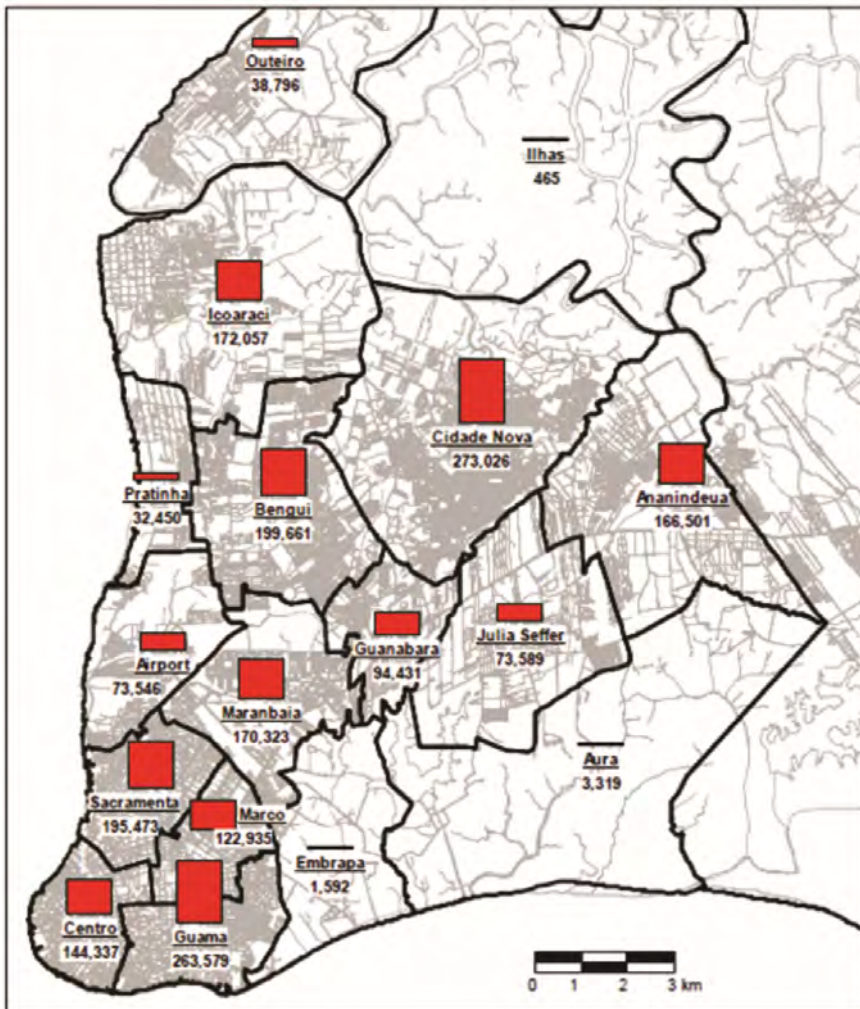 Outeiro
38,796
Ilhas
465
Icoaraci
172,057
Cidade Nova
273,026
Pratinha
32,450
Bengui
199,661
Ananindeua
166,501
Airport
73,546
Guanabara
94,431
Julia Seffer
73,589
Maranbaia
170,323
Sacramenta
195,473
Marco
122,935
Aura
3,319
Embrapa
1,592
Centro
144,337
Guama
263,579
0 1 2 3 km